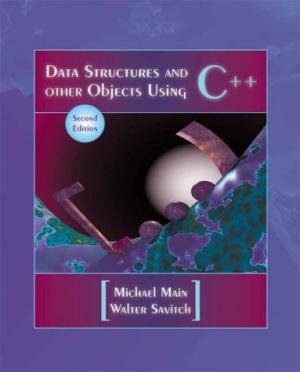 DATA STRUCTURES AND
OTHER OBJECTS USING C++
Second
Edition
Michael Main
Walter Savitch